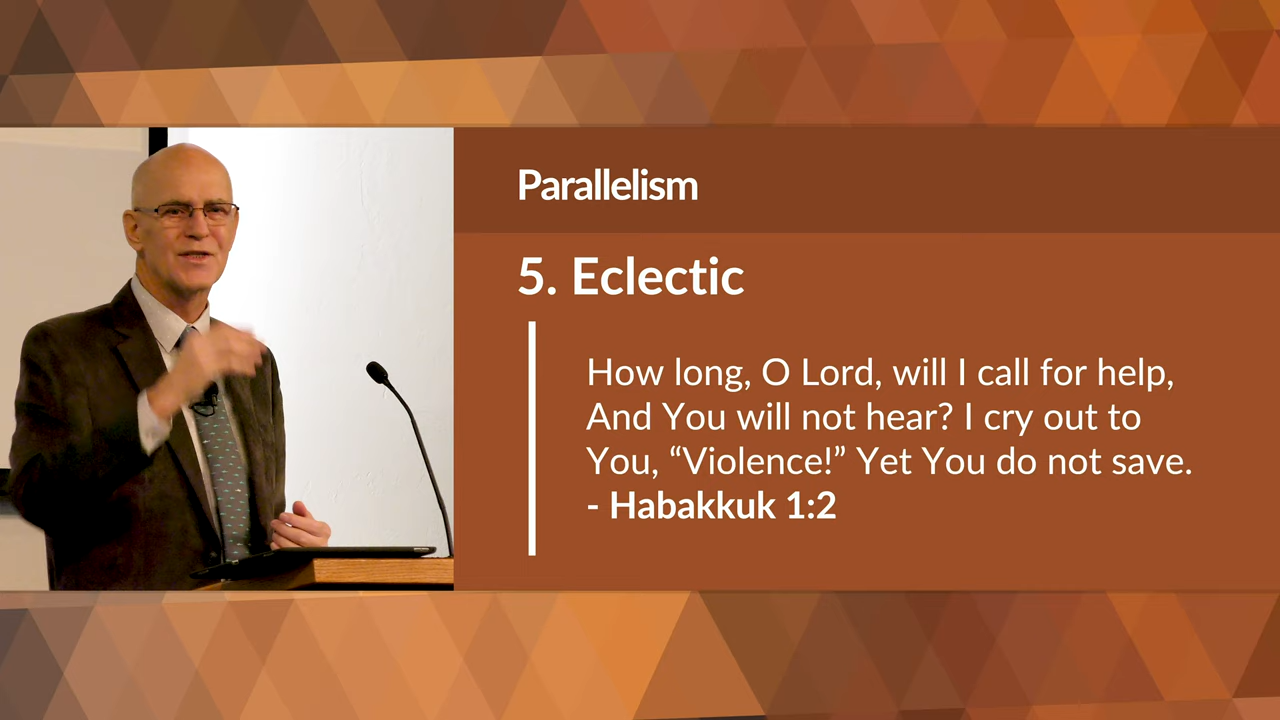 Parallelism
5. Eclectic
How long, O Lord, will I call for help,
And You will not hear? I cry out to
You, “Violence!” Yet You do not save.
- Habakkuk 1:2